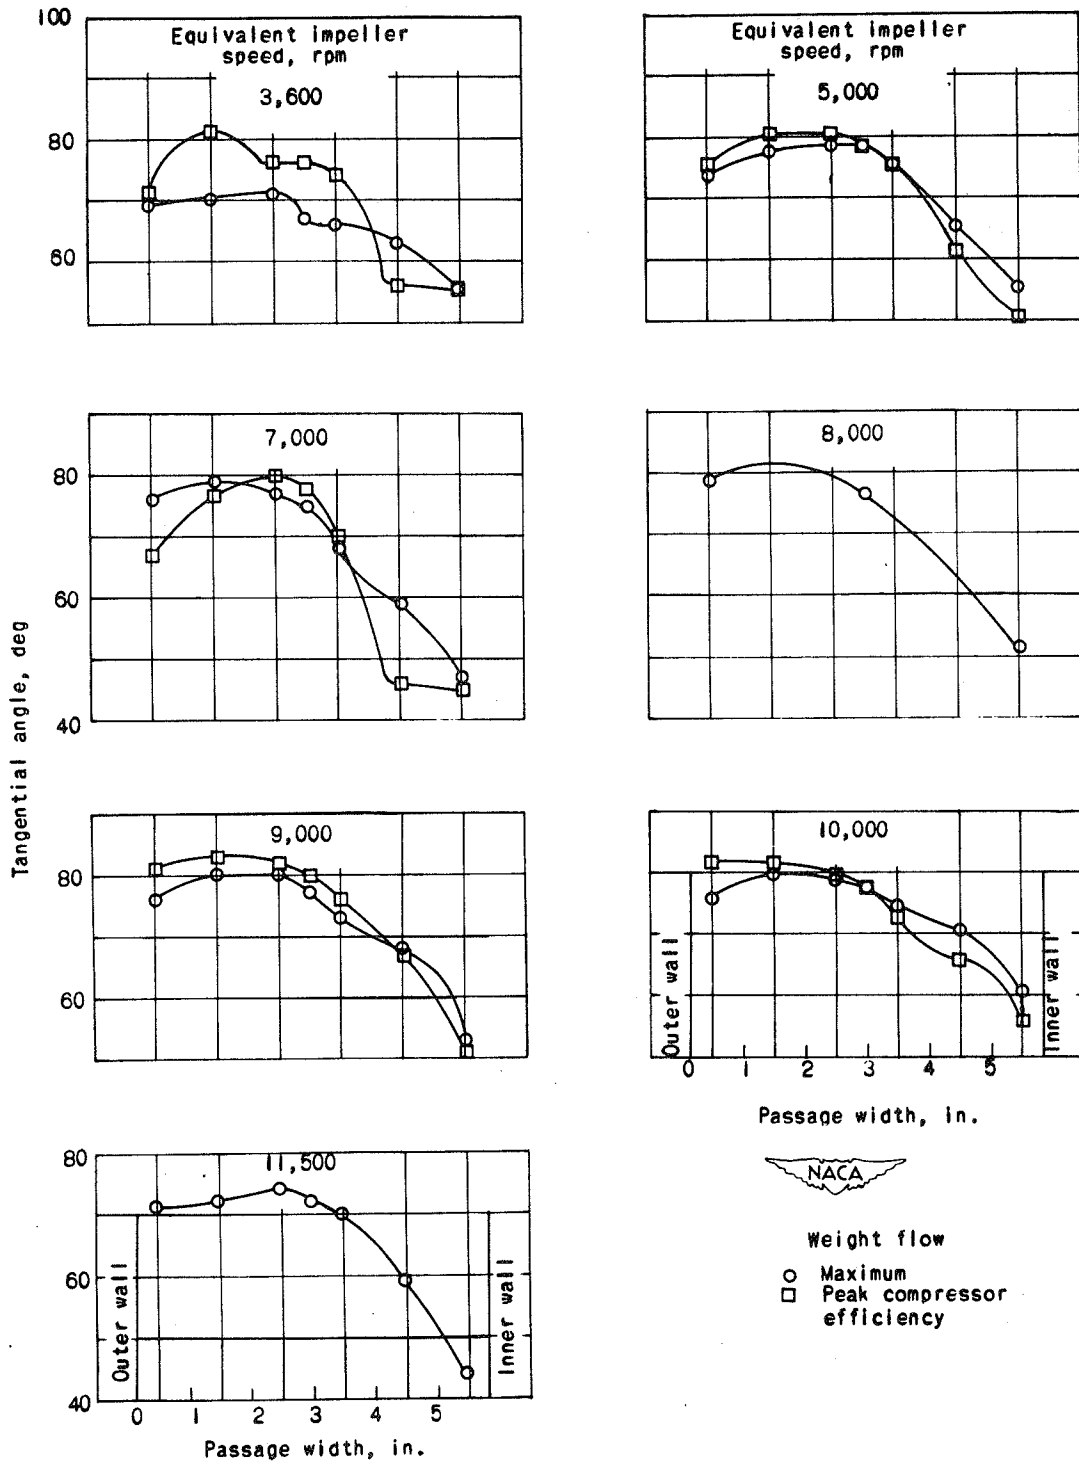 100
Equivalent impeller
speed, rpm
3,600
80
60
Equivalent impeller
speed, rpm
5,000
7,000
80
60
40
8,000
Tangential angle, deg
9,000
80
60
10,000
Outer wall
Inner wall
0 1 2 3 4 5
Passage width, in.
11,500
80
60
40
Outer wall
Inner wall
0 1 2 3 4 5
Passage width, in.
NACA
Weight flow
Maximum
Peak compressor
efficiency